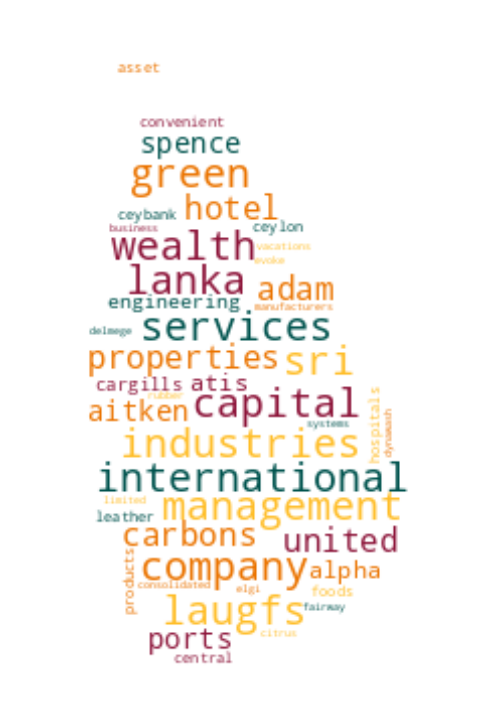 asset
convenient
spence
green
hotel
ceybank
ceylon
business
wealth
vacations
evoke
lanka
adam
engineering
manufacturers
services
delmege
properties
sri
cargills
atis
rubber
capital
aitken
hospitals
dynawash
systems
industries
international
limited
management
leather
carbons
united
company
alpha
products
consolidated
elgi
foods
laugfs
fairway
citrus
ports
central